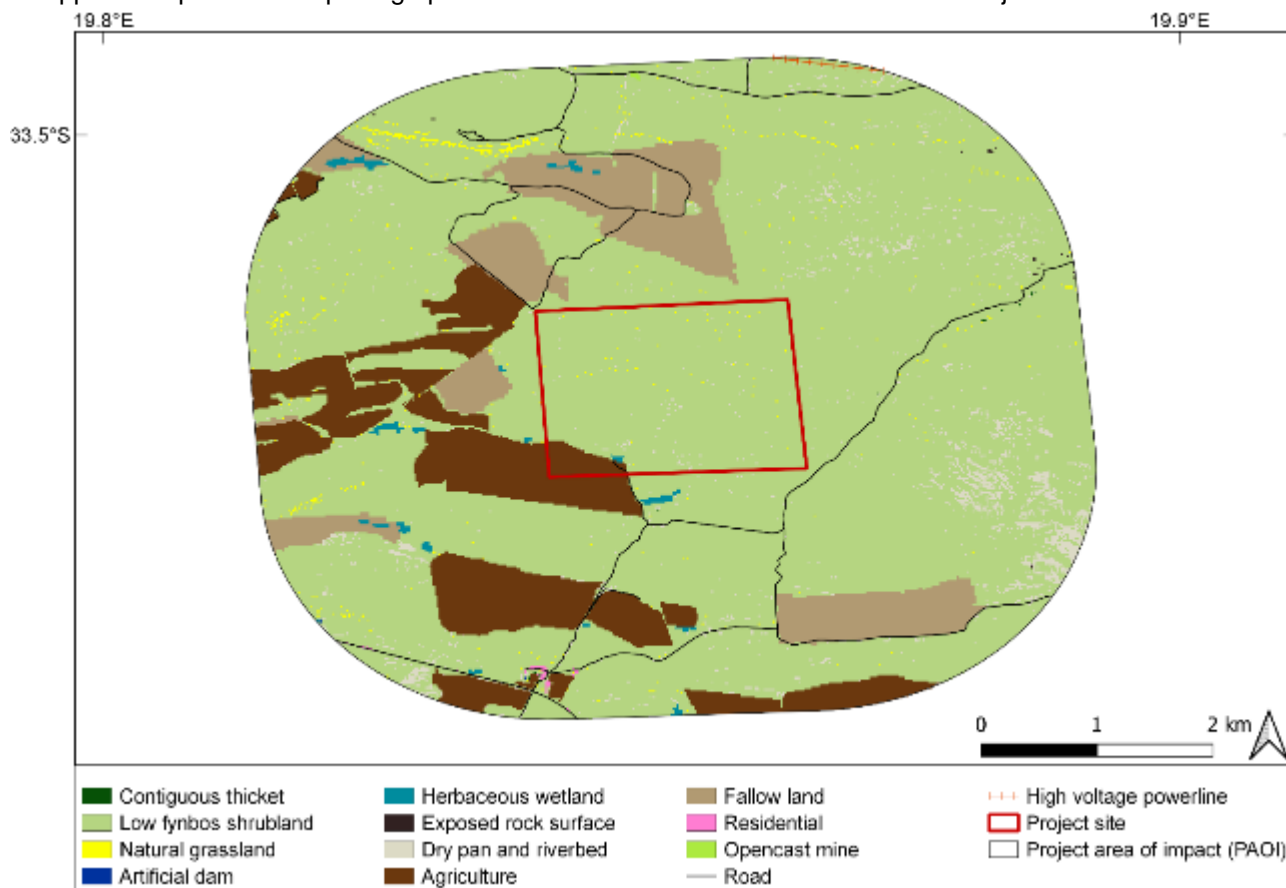 19.8°E
19.9°E
33.5°S
0 1 2 km
Contiguous thicket
Low fynbos shrubland
Natural grassland
Artificial dam
Herbaceous wetland
Exposed rock surface
Dry pan and riverbed
Agriculture
Fallow land
Residential
Opencast mine
Road
High voltage powerline
Project site
Project area of impact (PAOI)